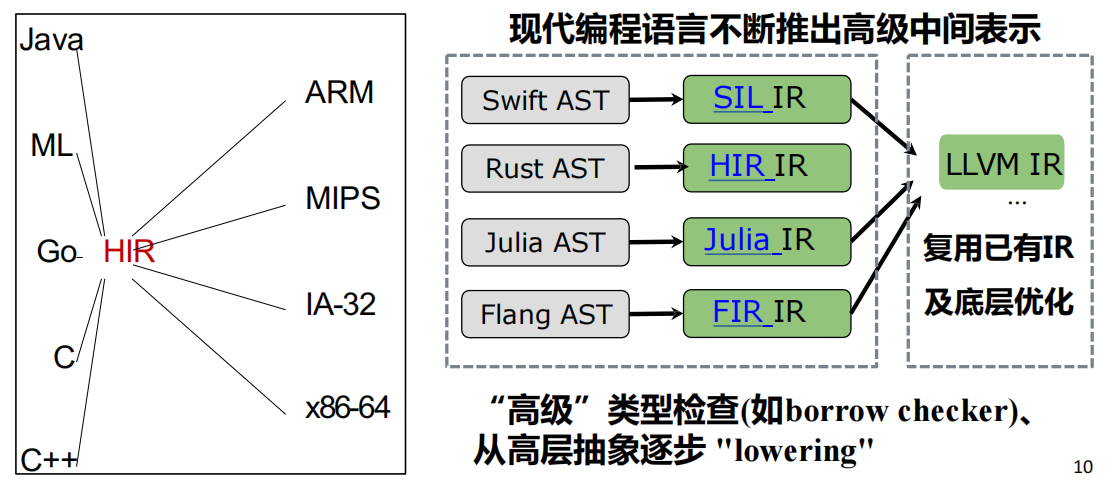 Java
ML
Go
C
C++
HIR
ARM
MIPS
IA-32
x86-64
现代编程语言不断推出高级中间表示
Swift AST
SIL IR
Rust AST
HIR IR
Julia AST
Julia IR
Flang AST
FIR IR
LLVM IR
...
复用已有IR
及底层优化
“高级”类型检查(如borrow checker)、
从高层抽象逐步 "lowering"
10